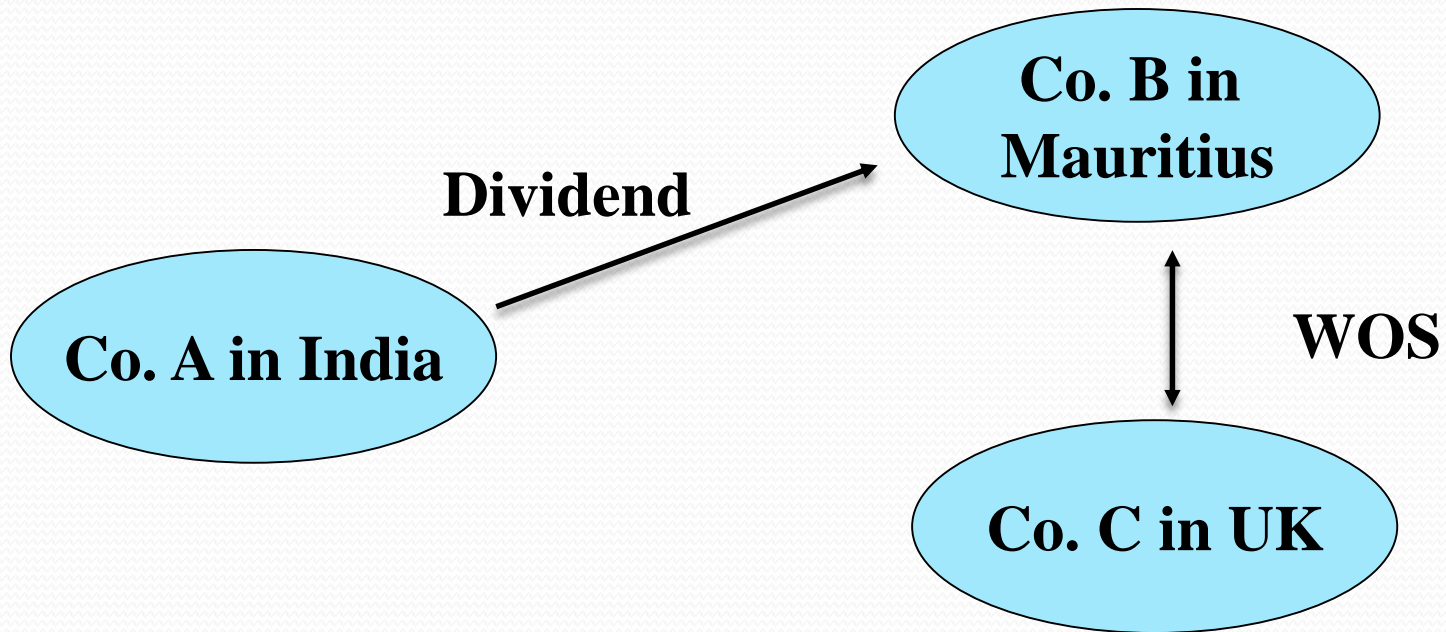 Co. B in
Mauritius
Dividend
Co. A in India
WOS
Co. C in UK